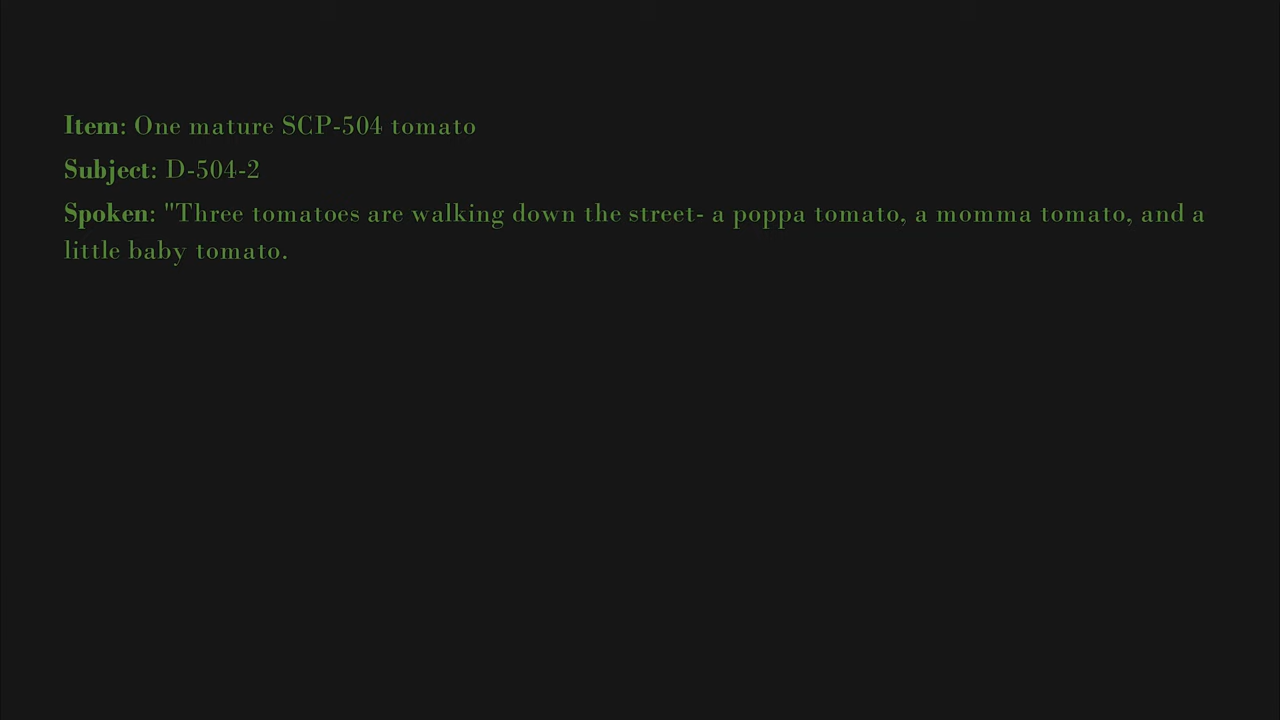 Item: One mature SCP-504 tomato
Subject: D-504-2
Spoken: "Three tomatoes are walking down the street- a poppa tomato, a momma tomato, and a
little baby tomato.